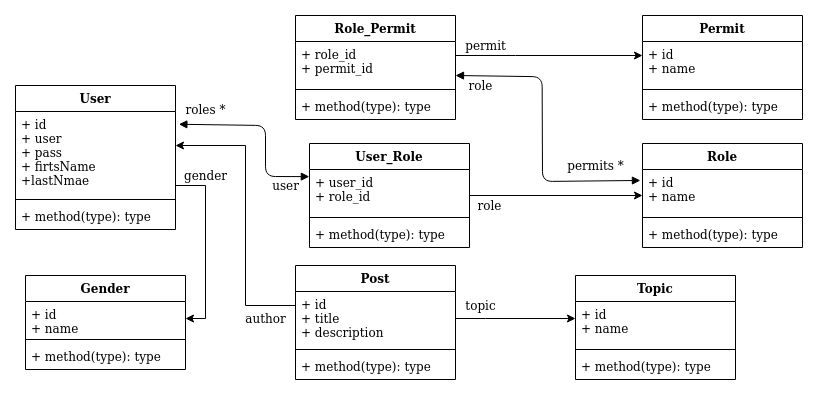 Role_Permit
+ role_id
+ permit_id
+ method(type): type
permit
role
Permit
+ id
+ name
+ method(type): type
User
+ id
+ user
+ pass
+ firtsName
+lastNmae
+ method(type): type
roles *
gender
user
User_Role
+ user_id
+ role_id
+ method(type): type
permits *
role
Role
+ id
+ name
+ method(type): type
Gender
+ id
+ name
+ method(type): type
author
Post
+ id
+ title
+ description
+ method(type): type
topic
Topic
+ id
+ name
+ method(type): type